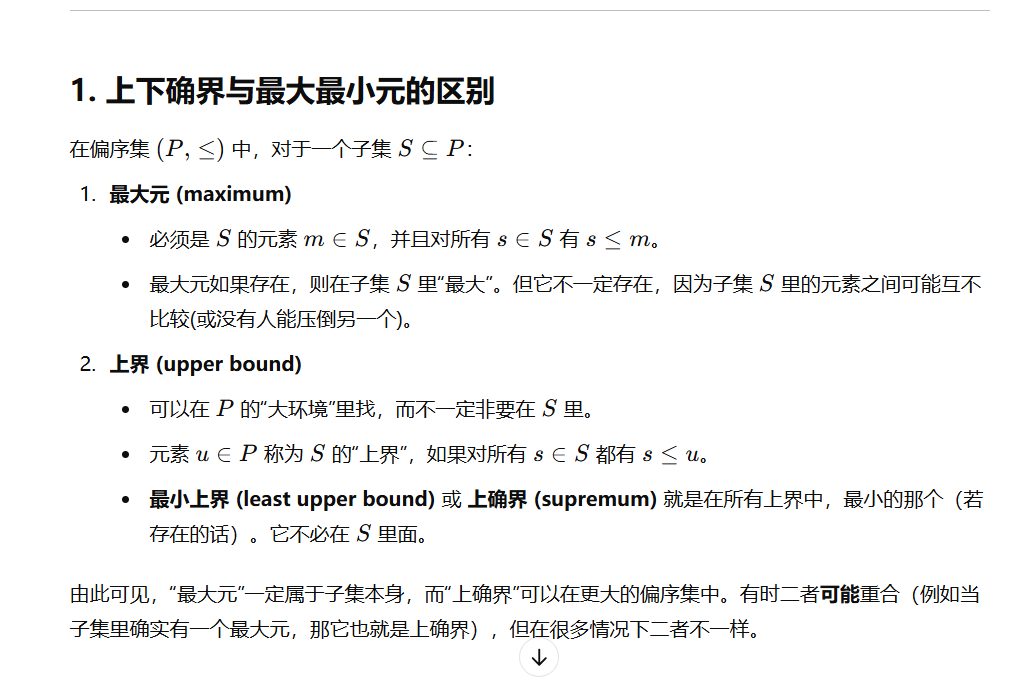 1. 上下确界与最大最小元的区别
在偏序集 (P, ≤) 中，对于一个子集 S ⊆ P：
1. 最大元 (maximum)
• 必须是 S 的元素 m ∈ S，并且对所有 s ∈ S 有 s ≤ m。
• 最大元如果存在，则在子集 S 里“最大”。但它不一定存在，因为子集 S 里的元素之间可能互不
比较(或没有人能压倒另一个)。
2. 上界 (upper bound)
• 可以在 P 的“大环境”里找，而不一定非要在 S 里。
• 元素 u ∈ P 称为 S 的“上界”，如果对所有 s ∈ S 都有 s ≤ u。
• 最小上界 (least upper bound) 或 上确界 (supremum) 就是在所有上界中，最小的那个（若
存在的话）。它不必在 S 里面。
由此可见，“最大元”一定属于子集本身，而“上确界”可以在更大的偏序集中。有时二者可能重合（例如当
子集里确实有一个最大元，那它也就是上确界），但在很多情况下二者不一样。